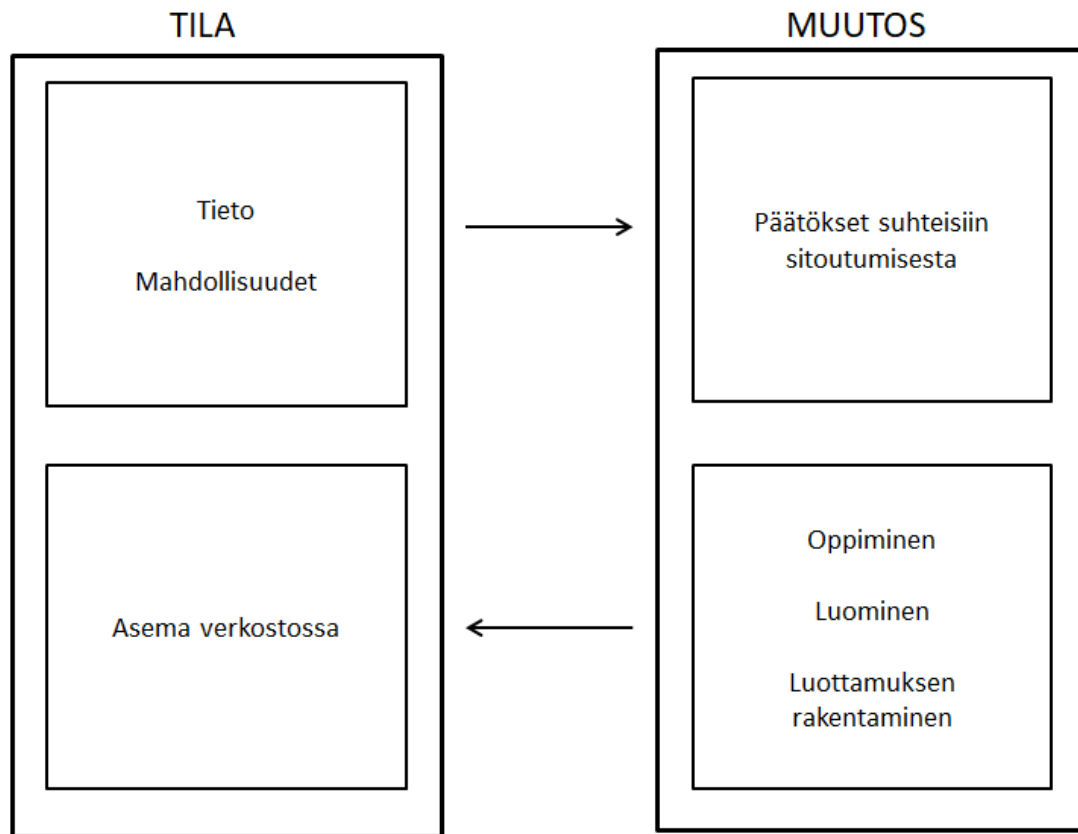 TILA
Tieto
Mahdollisuudet
Asema verkostossa
MUUTOS
Päätökset suhteisiin
sitoutumisesta
Oppiminen
Luominen
Luottamuksen
rakentaminen